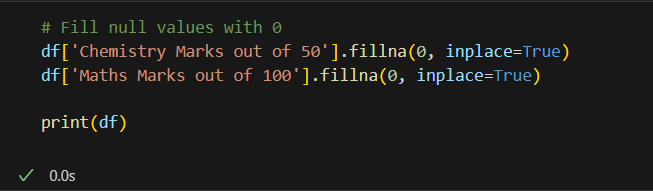 # Fill null values with 0
df['Chemistry Marks out of 50'].fillna(0, inplace=True)
df['Maths Marks out of 100'].fillna(0, inplace=True)
print(df)
0.0s